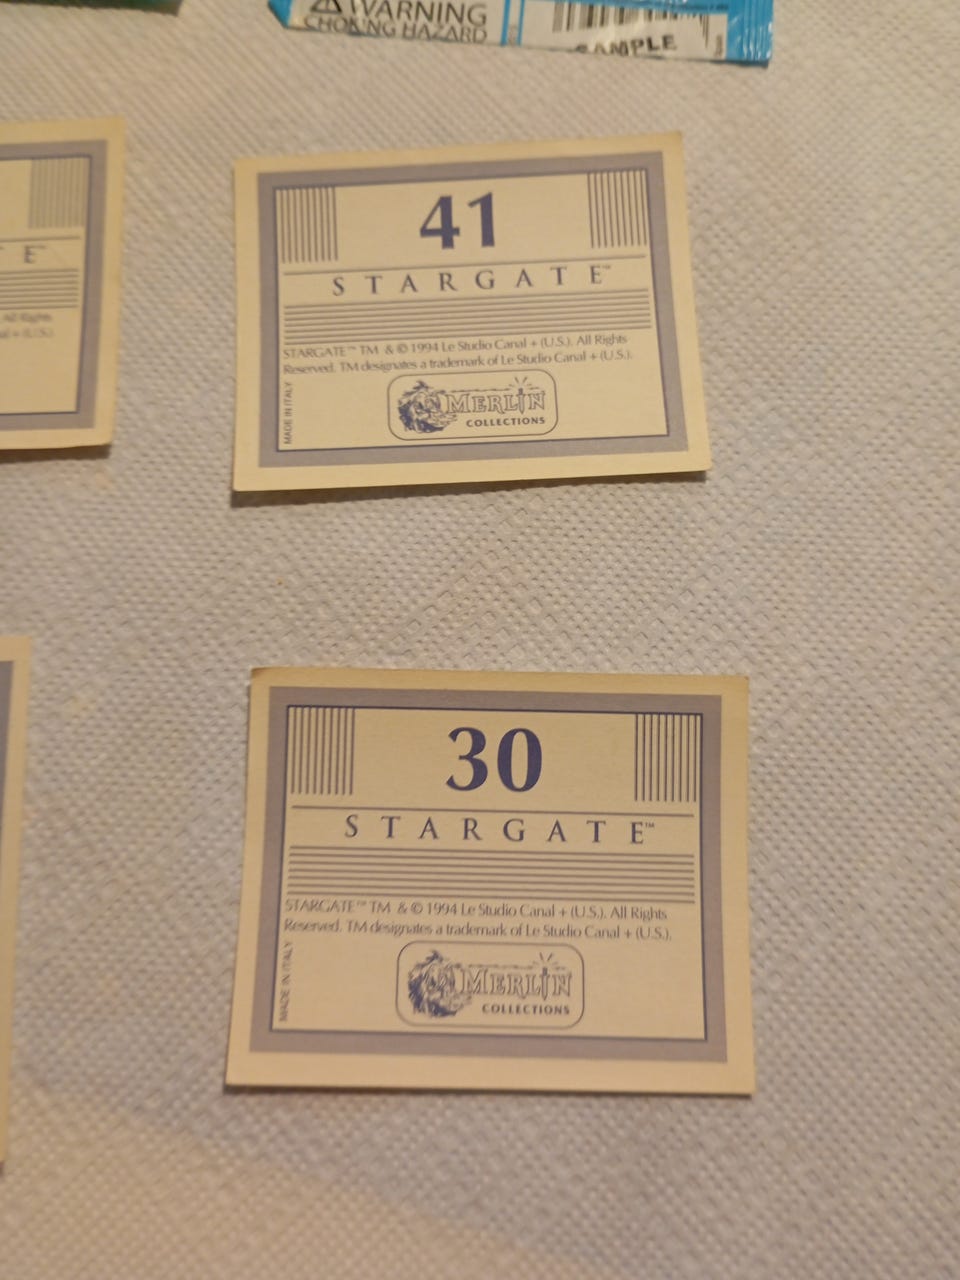 WARNING
CHOKING HAZARD
SAMPLE
41
STARGATE™
STARGATE™ TM & © 1994 Le Studio Canal + (U.S.). All Rights
Reserved. TM designates a trademark of Le Studio Canal + (U.S.).
MADE IN ITALY
MERLIN
COLLECTIONS
E
All Rights
+ (U.S.).
30
STARGATE™
STARGATE™ TM & © 1994 Le Studio Canal + (U.S.). All Rights
Reserved. TM designates a trademark of Le Studio Canal + (U.S.).
MADE IN ITALY
MERLIN
COLLECTIONS